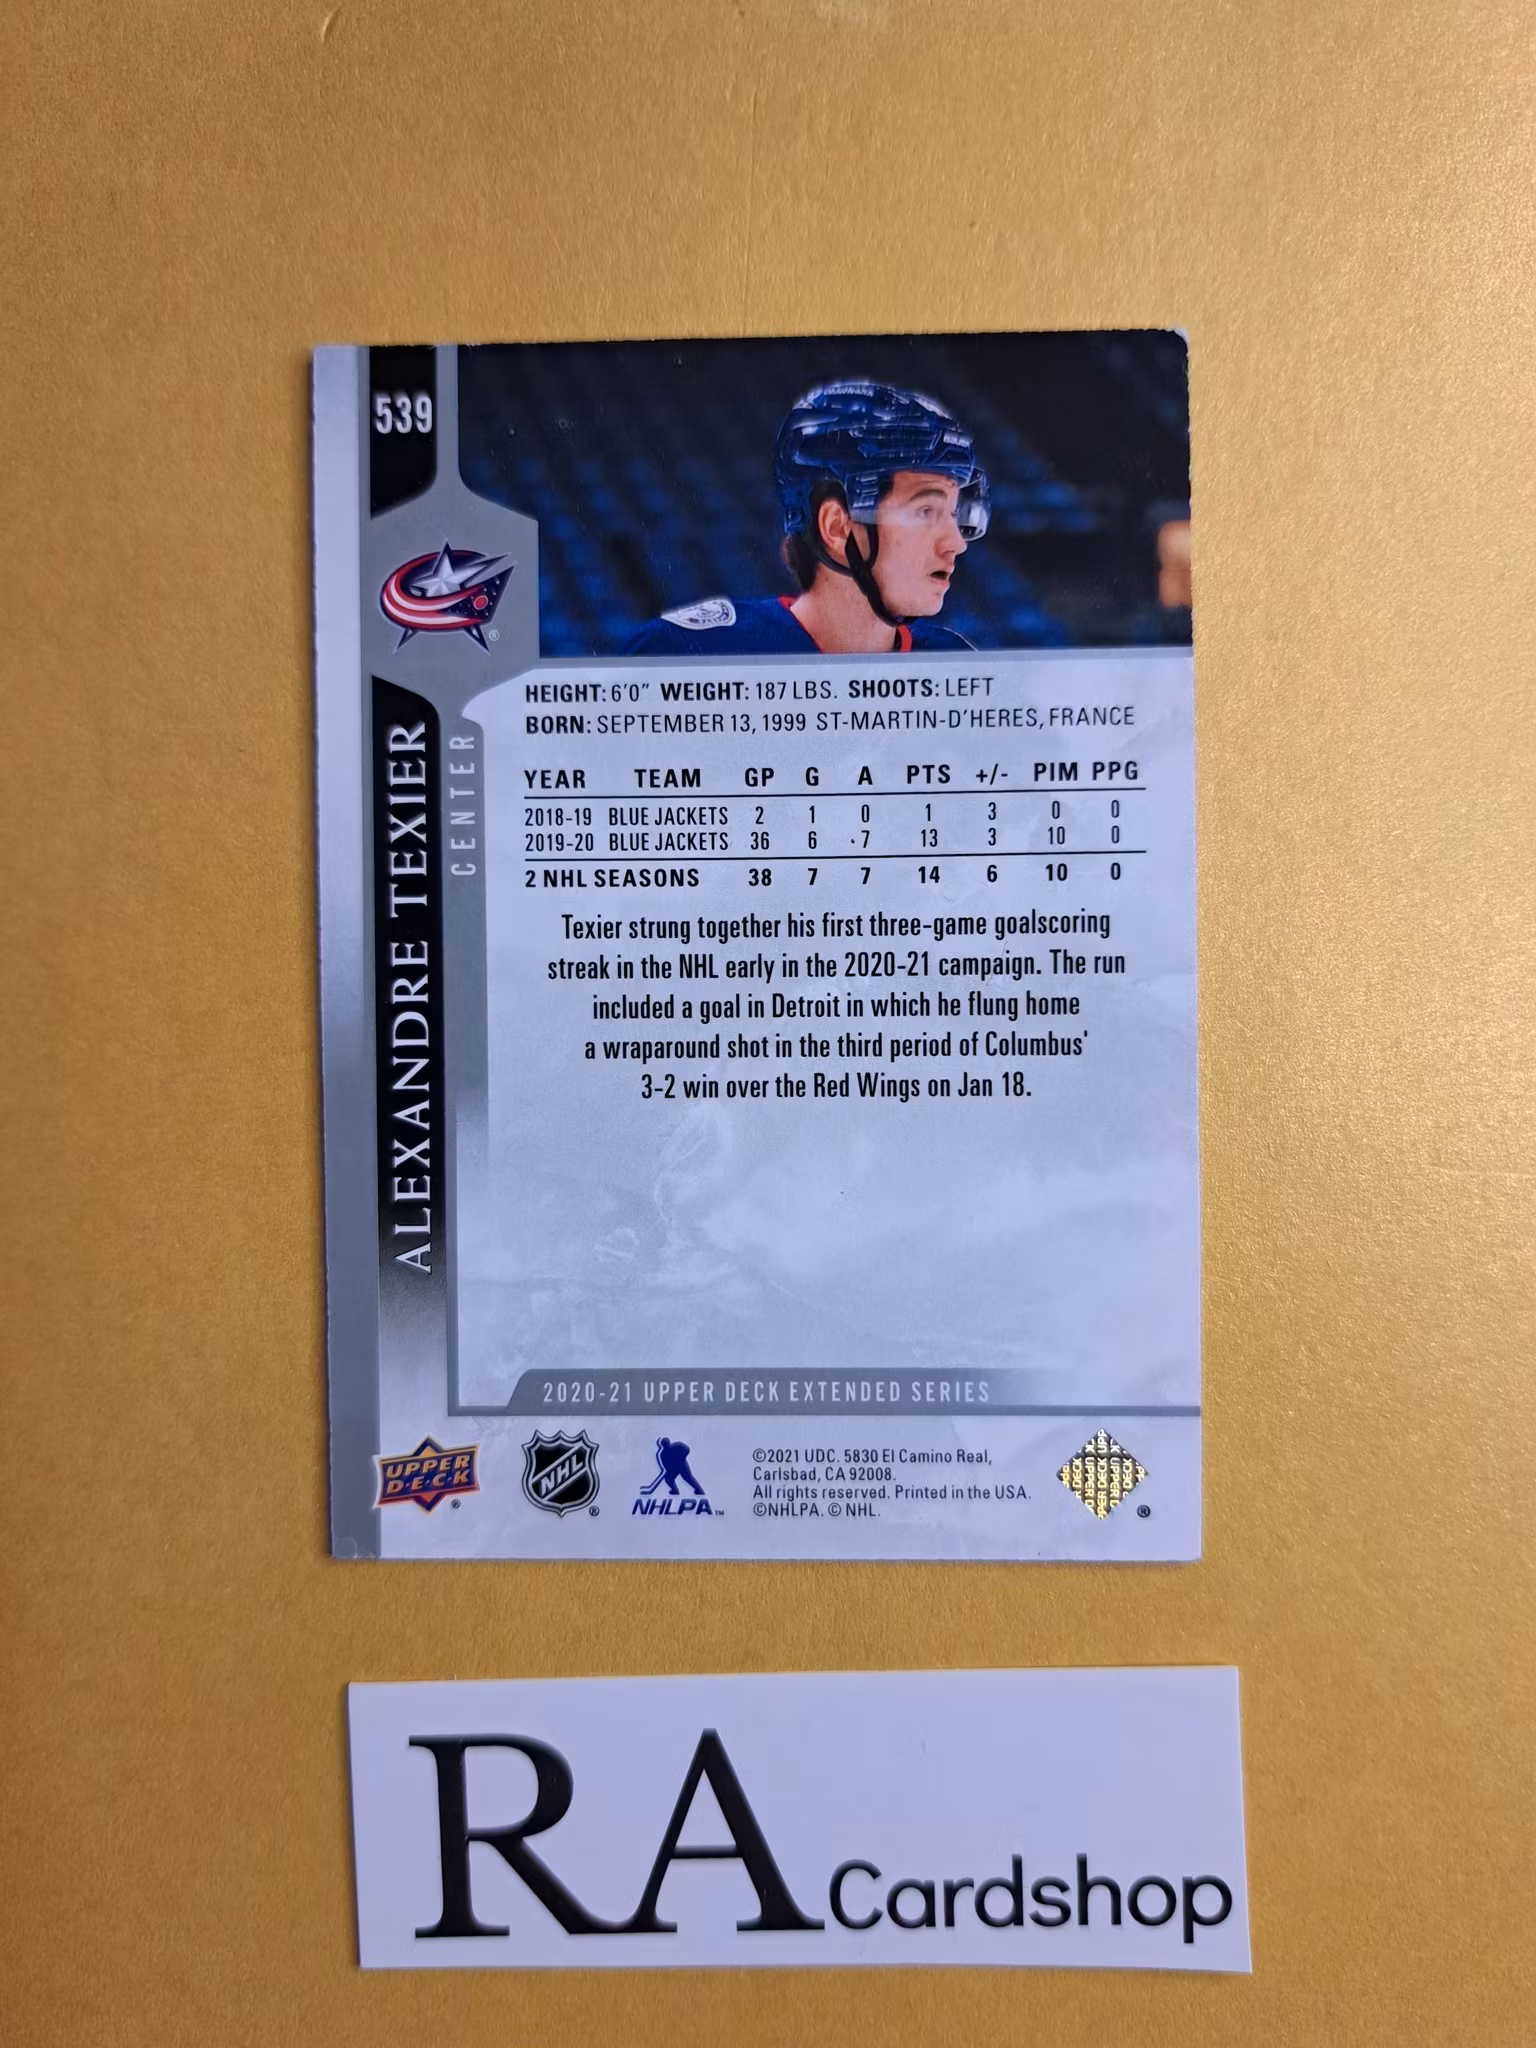 539
ALEXANDRE TEXIER
CENTER
HEIGHT: 6'0" WEIGHT: 187 LBS. SHOOTS: LEFT
BORN: SEPTEMBER 13, 1999 ST-MARTIN-D'HERES, FRANCE
YEAR TEAM GP G A PTS +/- PIM PPG
2018-19 BLUE JACKETS 2 1 0 1 3 0 0
2019-20 BLUE JACKETS 36 6 7 13 3 10 0
2 NHL SEASONS 38 7 7 14 6 10 0
Texier strung together his first three-game goalscoring
streak in the NHL early in the 2020-21 campaign. The run
included a goal in Detroit in which he flung home
a wraparound shot in the third period of Columbus'
3-2 win over the Red Wings on Jan 18.
2020-21 UPPER DECK EXTENDED SERIES
UPPER
D·E·C·K
®
NHL
®
NHLPA™
©2021 UDC. 5830 El Camino Real,
Carlsbad, CA 92008.
All rights reserved. Printed in the USA.
©NHLPA. © NHL.
UPPER DECK
®
RA Cardshop